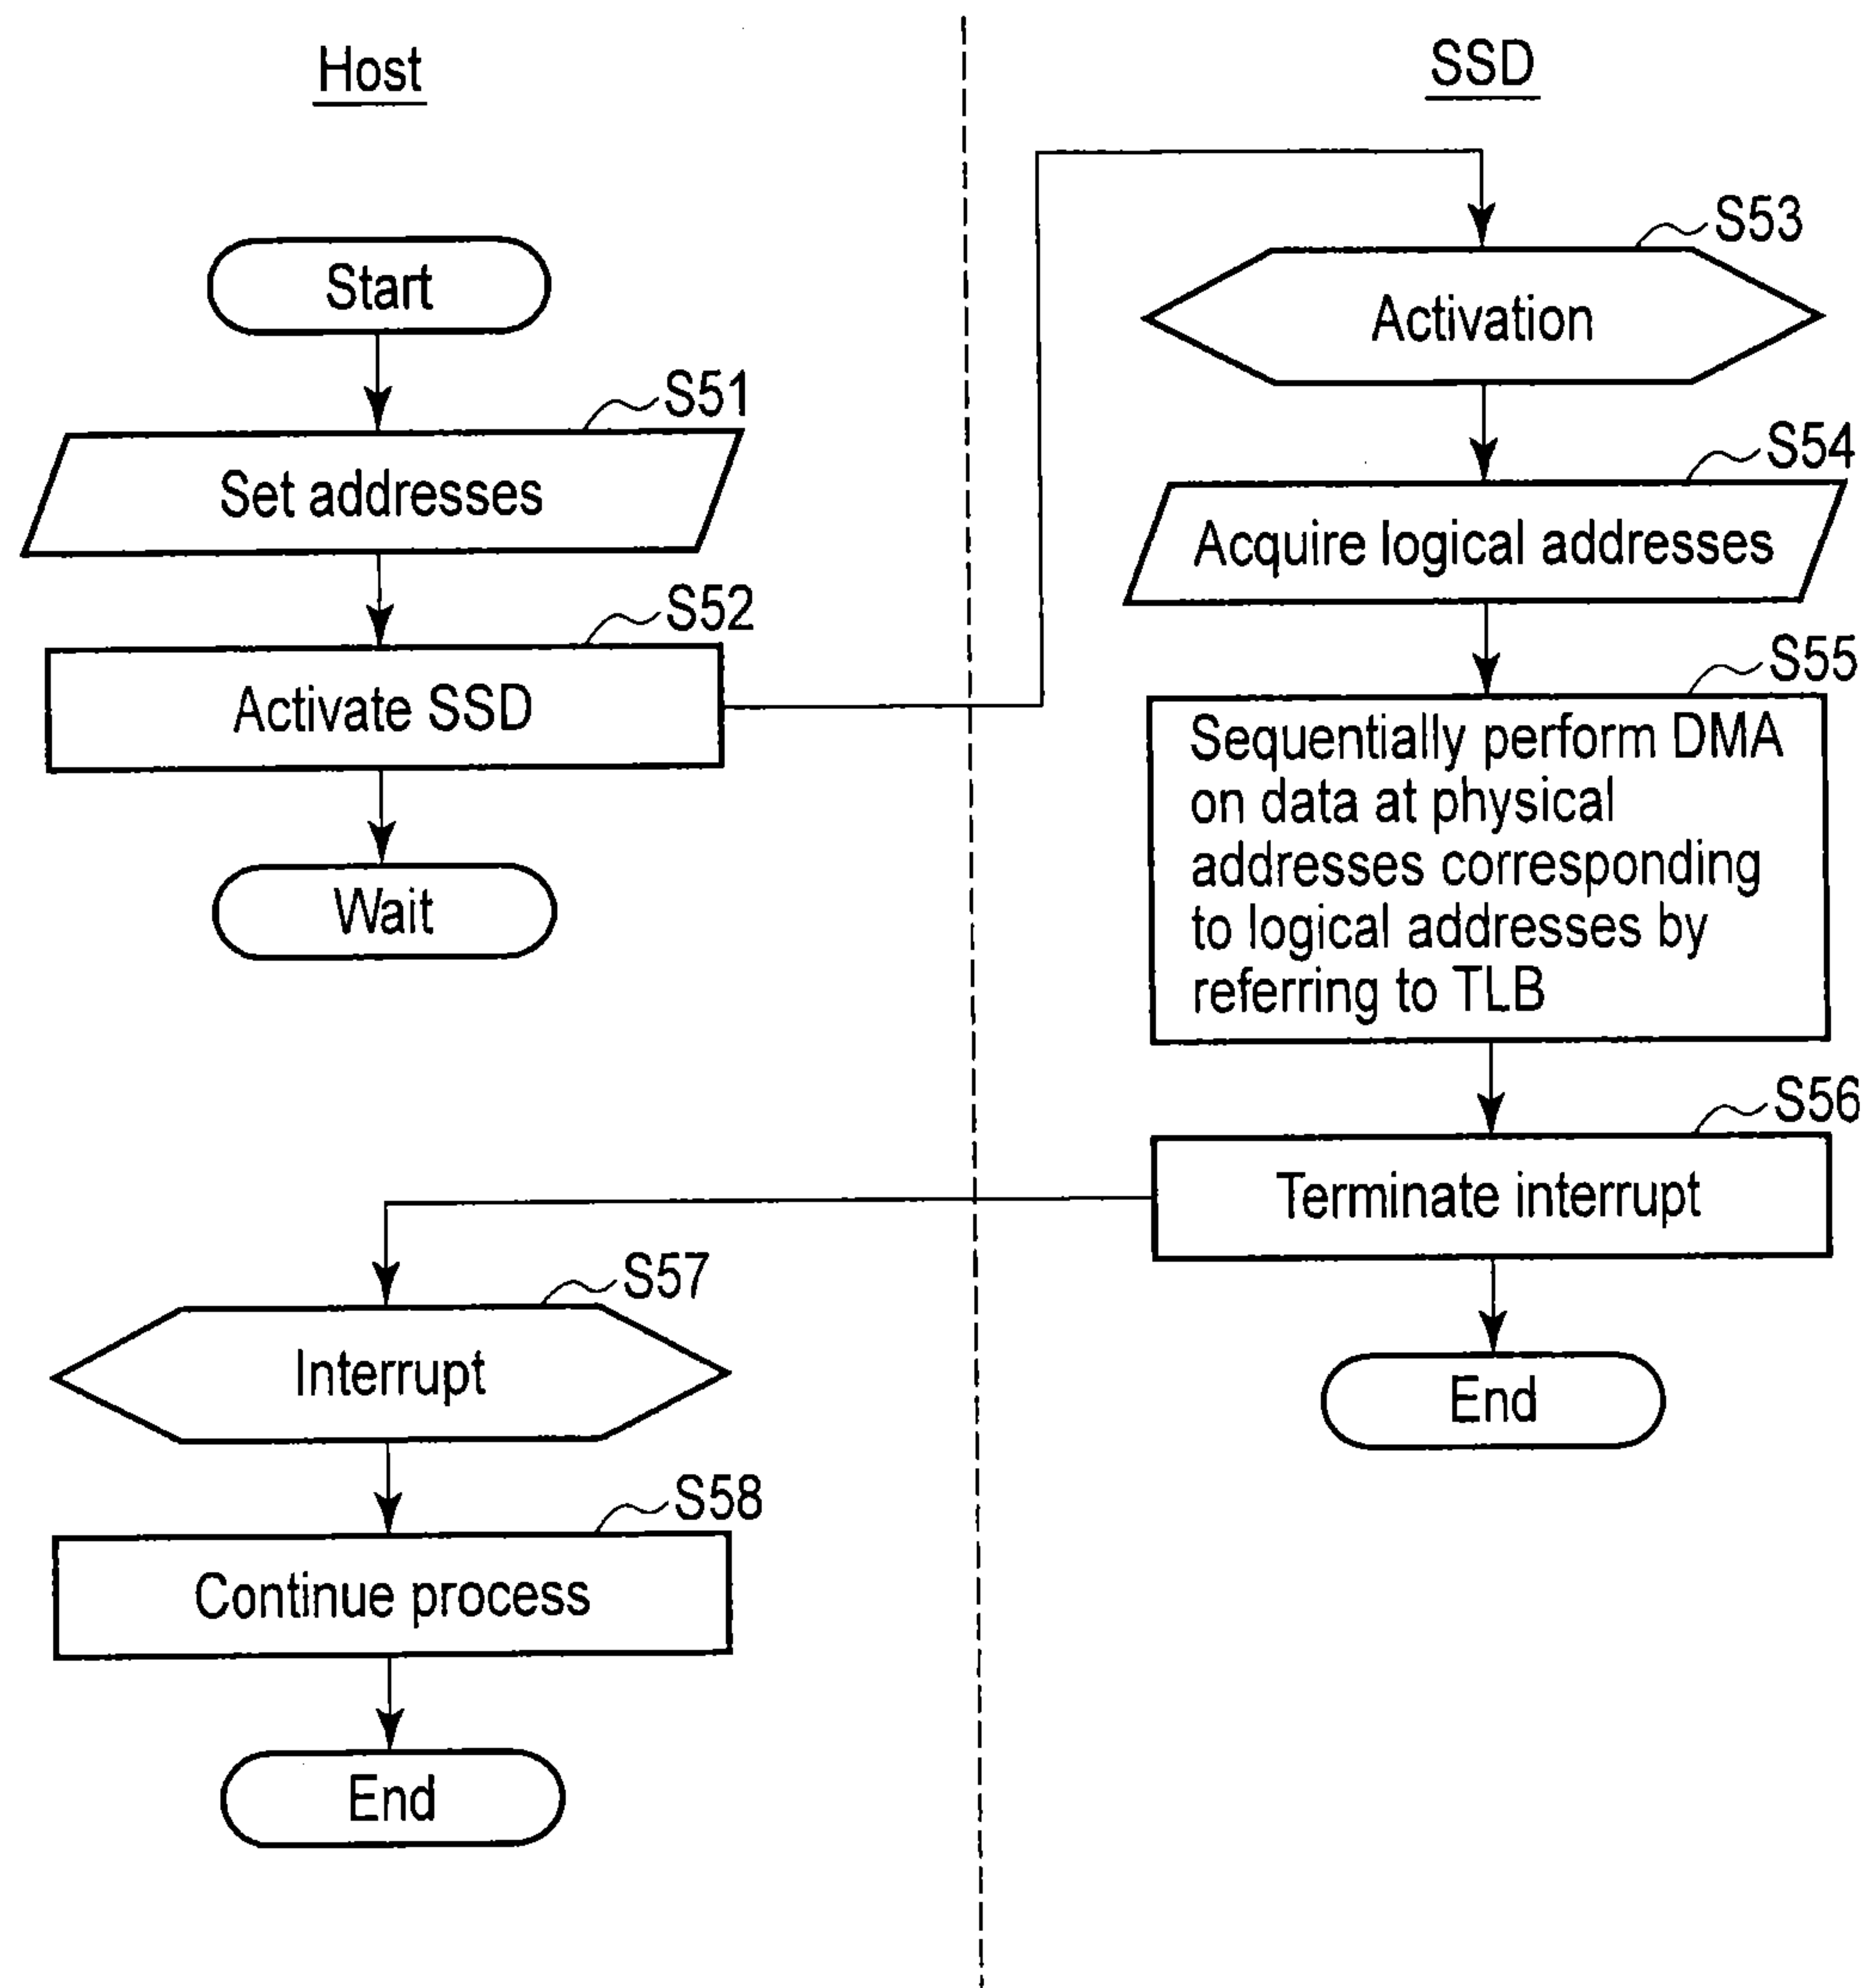 Host
Start
S51
Set addresses
S52
Activate SSD
Wait
SSD
S53
Activation
S54
Acquire logical addresses
S55
Sequentially perform DMA
on data at physical
addresses corresponding
to logical addresses by
referring to TLB
S56
Terminate interrupt
End
S57
Interrupt
S58
Continue process
End